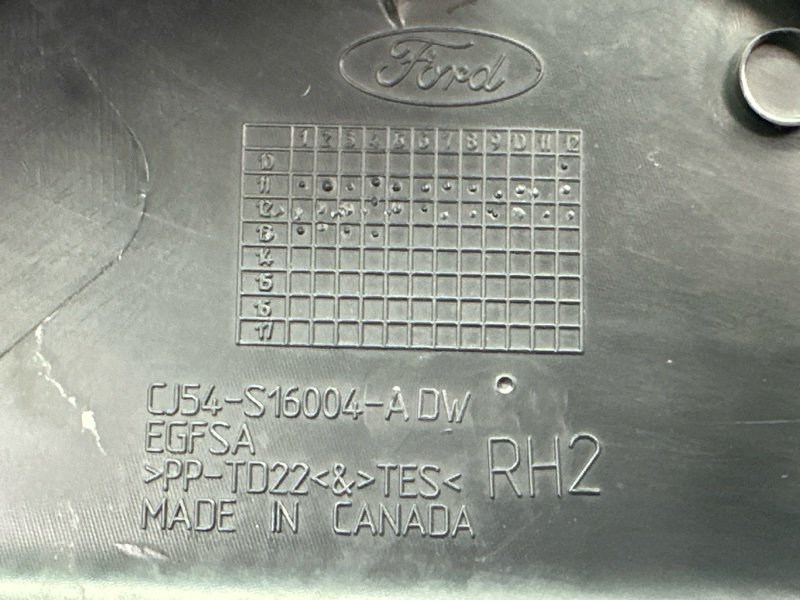 Ford
1 2 3 4 5 6 7 8 9 10 11 12
10
11
12
13
14
15
16
17
CJ54-S16004-ADW
EGFSA
>PP-TD22<&>TES<
RH2
MADE IN CANADA